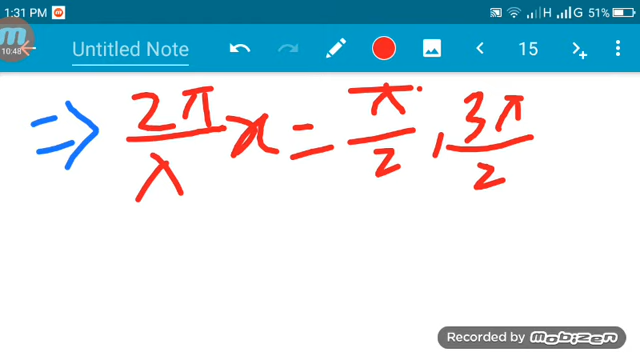 1:31 PM H G 51%
M Untitled Note 15
10:48
⇒ 2π/λ x = π/2, 3π/2
Recorded by mobizen